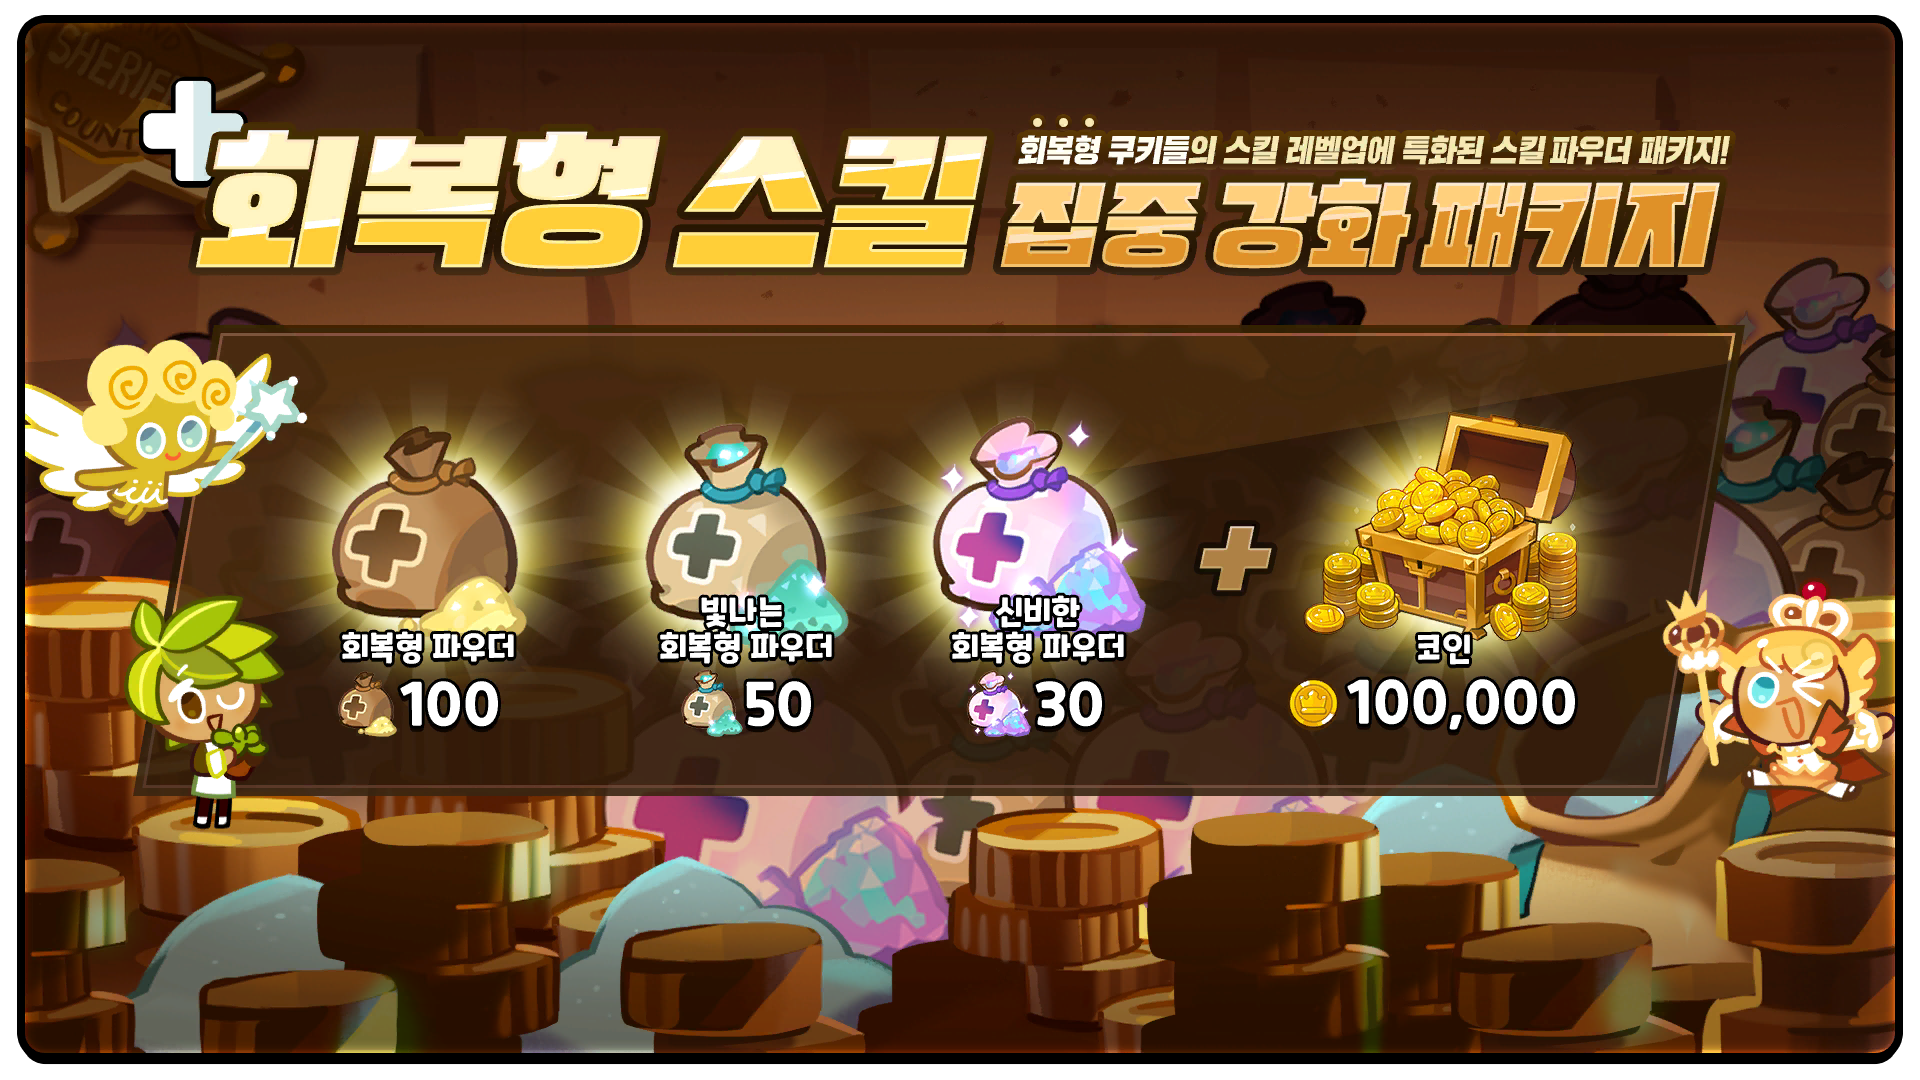 SHERIFF
COUNT
회복형 쿠키들의 스킬 레벨업에 특화된 스킬 파우더 패키지!
회복형 스킬 집중 강화 패키지
회복형 파우더
100
빛나는
회복형 파우더
50
신비한
회복형 파우더
30
코인
100,000